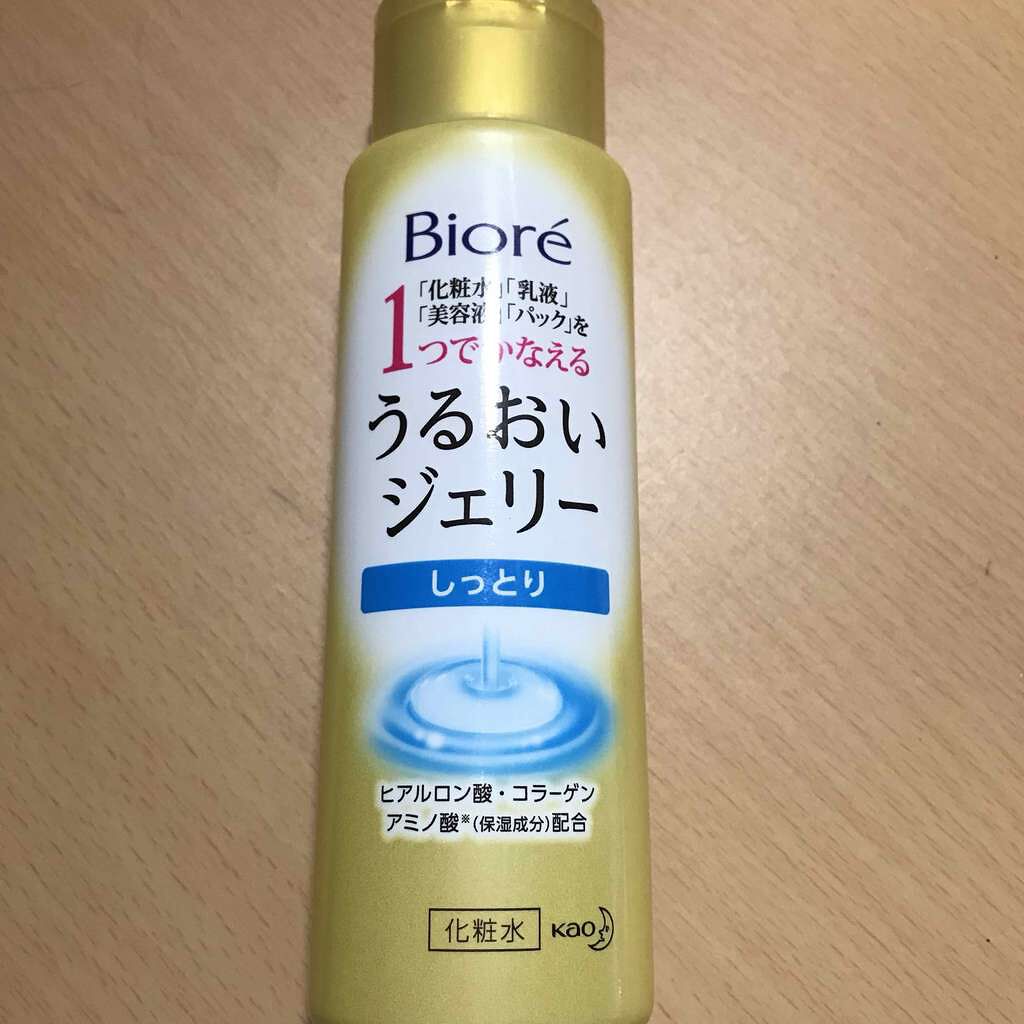 Bioré
「化粧水」「乳液」
「美容液」「パック」を
1つでかなえる
うるおい
ジェリー
しっとり
ヒアルロン酸・コラーゲン
アミノ酸※(保湿成分)配合
化粧水
Kao